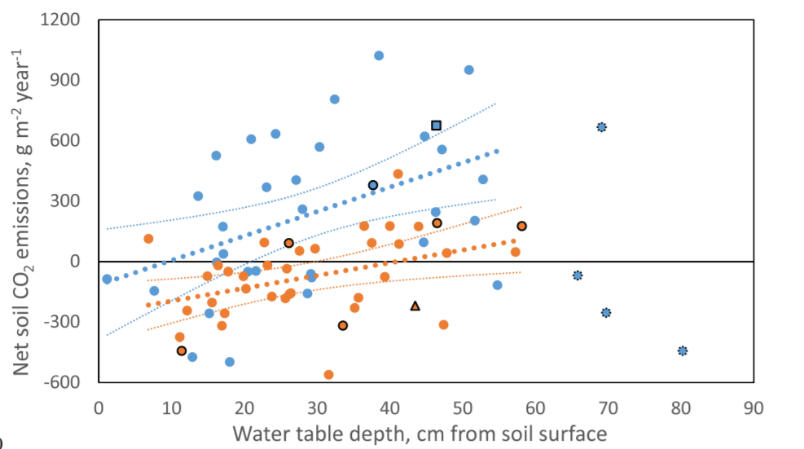 1200
900
600
300
0
-300
-600
0 10 20 30 40 50 60 70 80 90
Net soil CO₂ emissions, g m⁻² year⁻¹
Water table depth, cm from soil surface